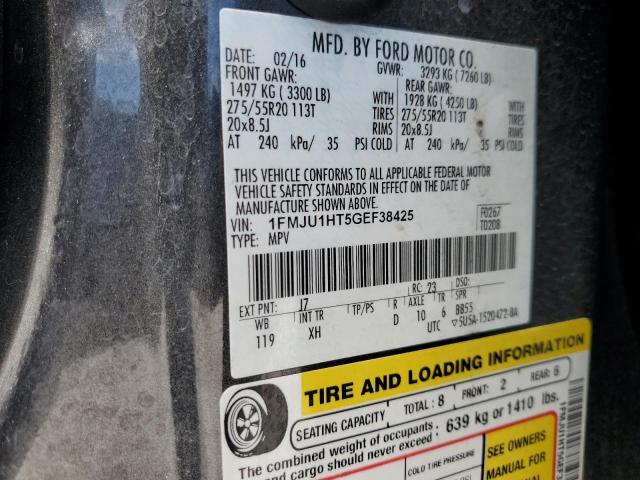 MFD. BY FORD MOTOR CO.
DATE: 02/16 GVWR: 3293 KG ( 7260 LB)
FRONT GAWR: REAR GAWR:
1497 KG ( 3300 LB) WITH 1928 KG ( 4250 LB)
275/55R20 113T TIRES 275/55R20 113T
20x8.5J RIMS 20x8.5J
AT 240 kPa/ 35 PSI COLD AT 240 kPa/ 35 PSI COLD
THIS VEHICLE CONFORMS TO ALL APPLICABLE FEDERAL MOTOR
VEHICLE SAFETY STANDARDS IN EFFECT ON THE DATE OF
MANUFACTURE SHOWN ABOVE.
VIN: 1FMJU1HT5GEF38425 F0267
TYPE: MPV T0208
EXT PNT: J7 RC: 23 DSO:
WB INT TR TP/PS R AXLE TR SPR
119 XH D 10 6 BB55
UTC 5U5A-1520472-BA
TIRE AND LOADING INFORMATION
SEATING CAPACITY TOTAL: 8 FRONT: 2 REAR: 6
The combined weight of occupants and cargo should never exceed: 639 kg or 1410 lbs.
COLD TIRE PRESSURE
SEE OWNERS
MANUAL FOR